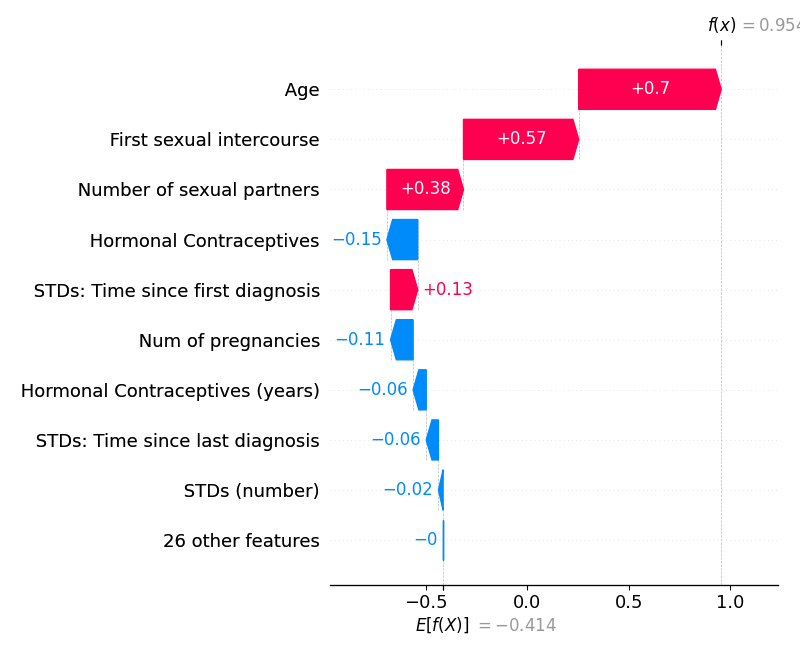 f(x) = 0.954
Age +0.7
First sexual intercourse +0.57
Number of sexual partners +0.38
Hormonal Contraceptives −0.15
STDs: Time since first diagnosis +0.13
Num of pregnancies −0.11
Hormonal Contraceptives (years) −0.06
STDs: Time since last diagnosis −0.06
STDs (number) −0.02
26 other features −0
−0.5 0.0 0.5 1.0
E[f(X)] = −0.414